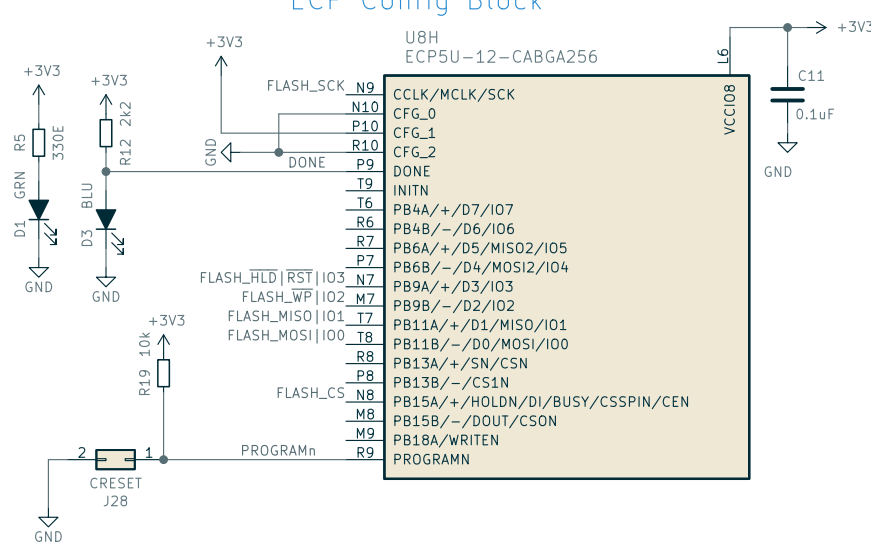 ECP Config Block
U8H
ECP5U-12-CABGA256
+3V3
+3V3
+3V3
+3V3
L6
VCCIO8
C11
0.1uF
GND
FLASH_SCK N9 CCLK/MCLK/SCK
N10 CFG_0
P10 CFG_1
GND R10 CFG_2
DONE P9 DONE
T9 INITN
T6 PB4A/+/D7/IO7
R6 PB4B/-/D6/IO6
R7 PB6A/+/D5/MISO2/IO5
P7 PB6B/-/D4/MOSI2/IO4
FLASH_HLD|RST|IO3 N7 PB9A/+/D3/IO3
FLASH_WP|IO2 M7 PB9B/-/D2/IO2
FLASH_MISO|IO1 T7 PB11A/+/D1/MISO/IO1
FLASH_MOSI|IO0 T8 PB11B/-/D0/MOSI/IO0
R8 PB13A/+/SN/CSN
P8 PB13B/-/CS1N
FLASH_CS N8 PB15A/+/HOLDN/DI/BUSY/CSSPIN/CEN
M8 PB15B/-/DOUT/CSON
M9 PB18A/WRITEN
PROGRAMn R9 PROGRAMN
R5
330E
GRN
D1
GND
R12 2k2
BLU
D3
GND
+3V3
R19 10k
2 1
CRESET
J28
GND